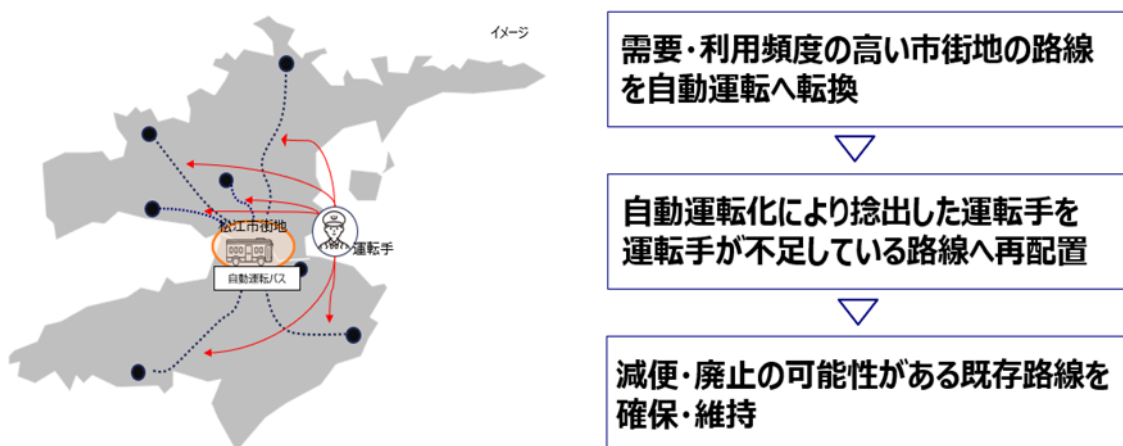 イメージ
松江市街地
運転手
自動運転バス
需要・利用頻度の高い市街地の路線
を自動運転へ転換
自動運転化により捻出した運転手を
運転手が不足している路線へ再配置
減便・廃止の可能性がある既存路線を
確保・維持